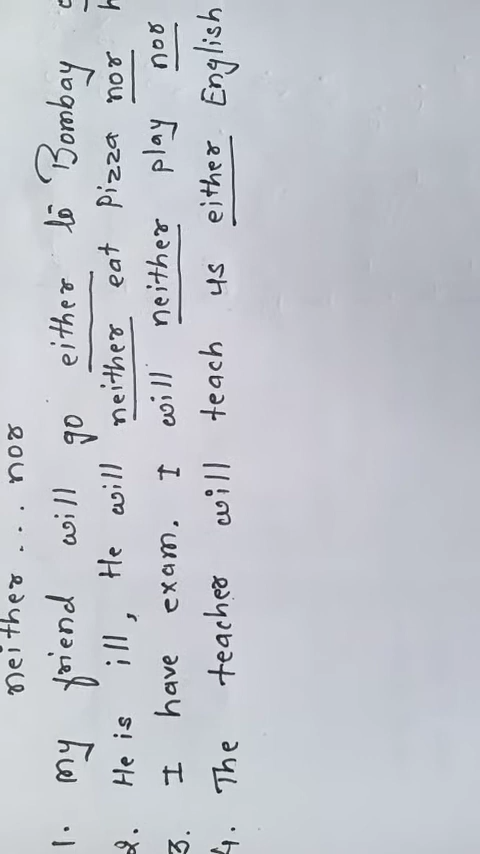 neither ... nor
1. My friend will go either to Bombay
2. He is ill, He will neither eat pizza nor
3. I have exam. I will neither play nor
4. The teacher will teach us either English